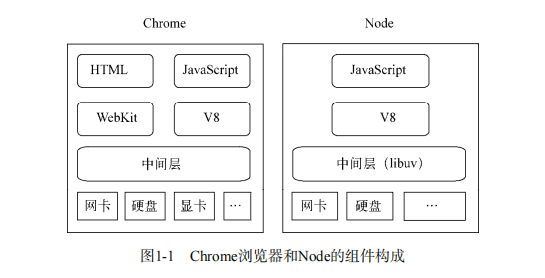 Chrome
Node
HTML
JavaScript
WebKit
V8
中间层
网卡
硬盘
显卡
…
JavaScript
V8
中间层（libuv）
网卡
硬盘
…
图1-1 Chrome浏览器和Node的组件构成